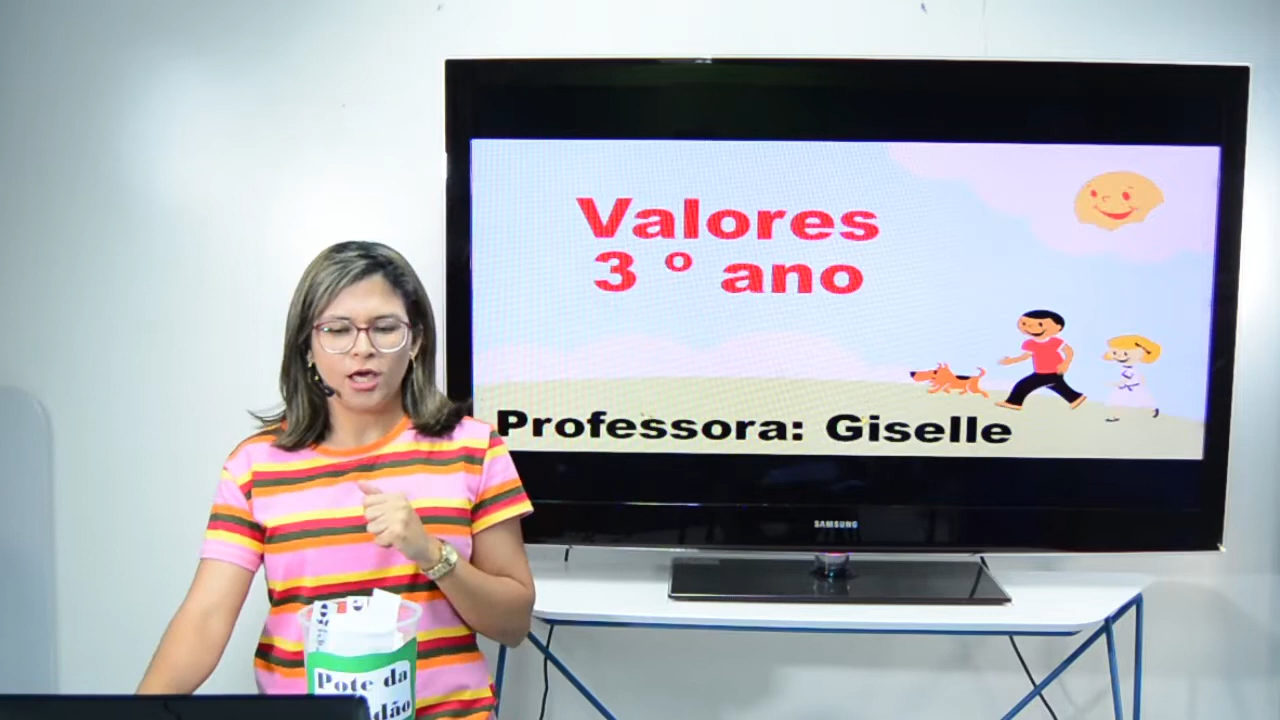 Valores
3 º ano
Professora: Giselle
SAMSUNG
Pote da